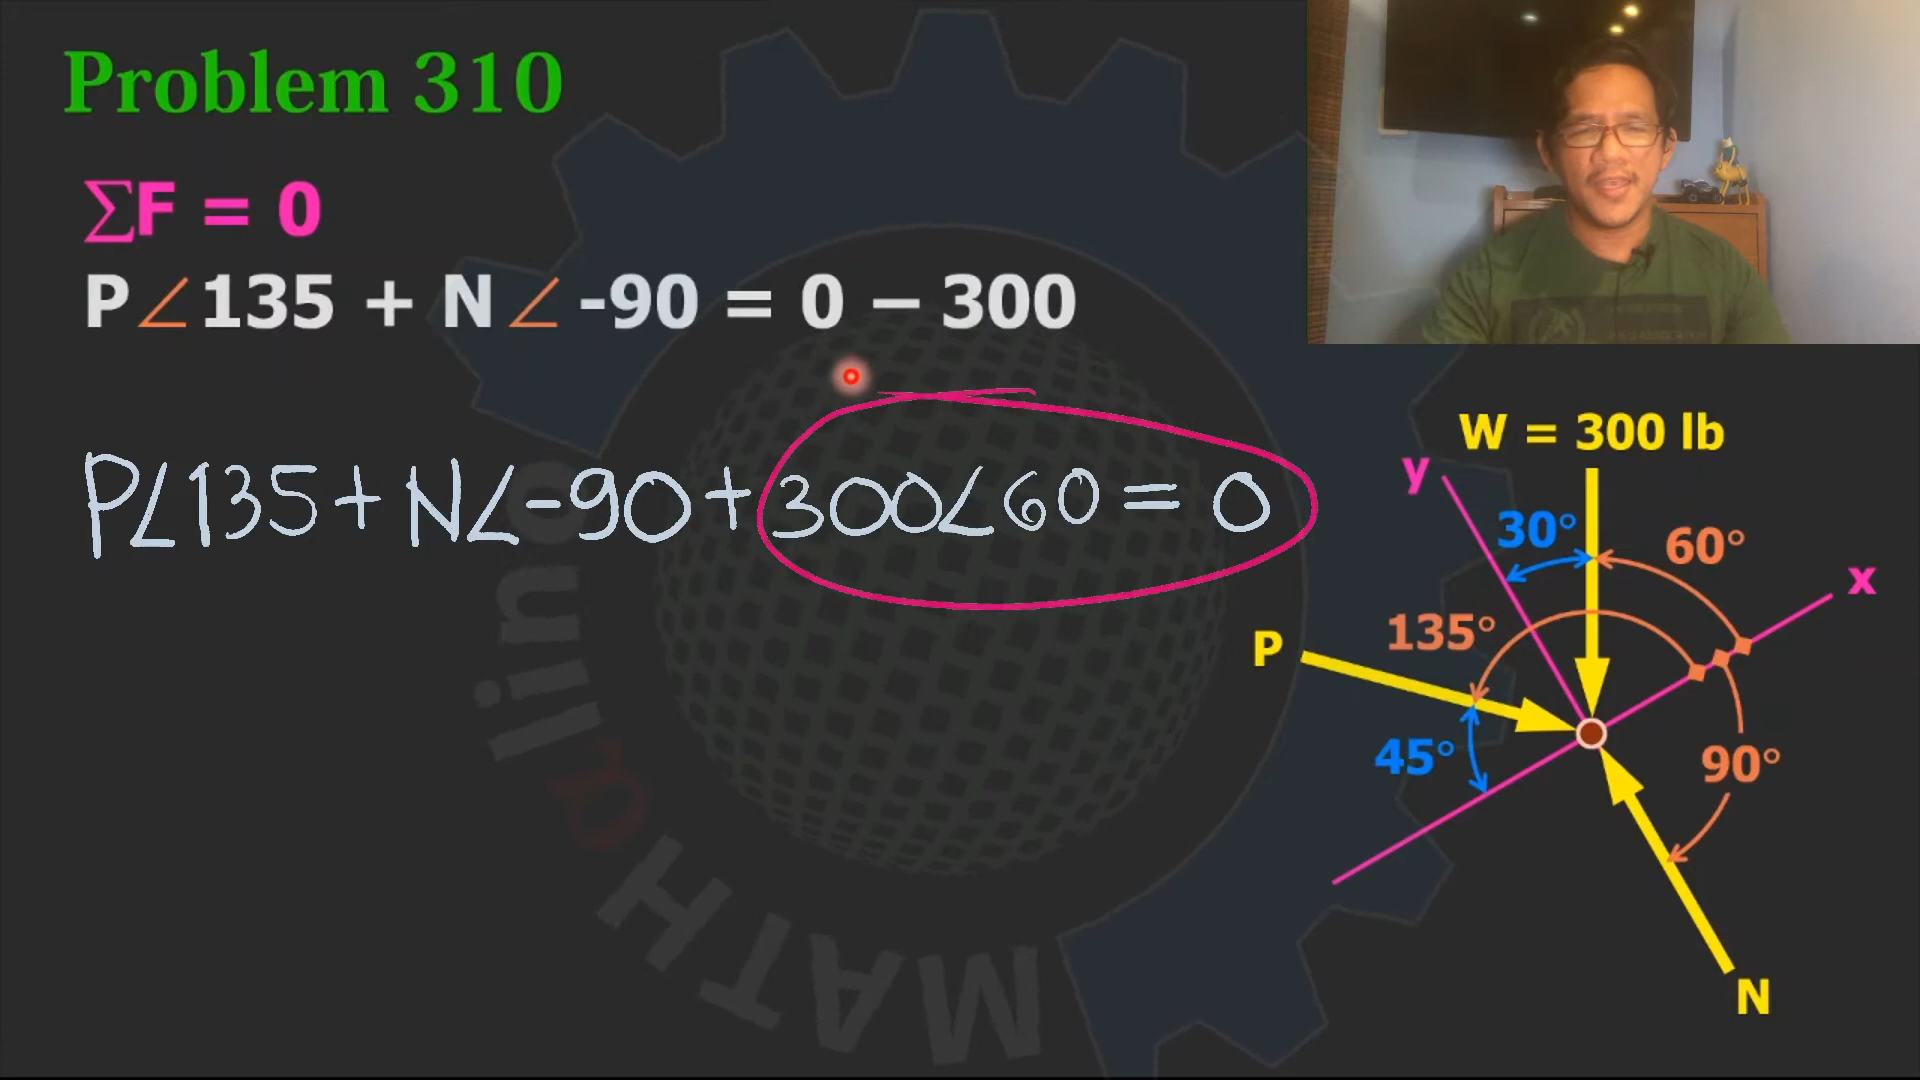 Problem 310
ΣF = 0
P∠135 + N∠-90 = 0 – 300
P∠135 + N∠-90 + 300∠60 = 0
W = 300 lb
y
30°
60°
x
135°
P
45°
90°
N
MATHalino